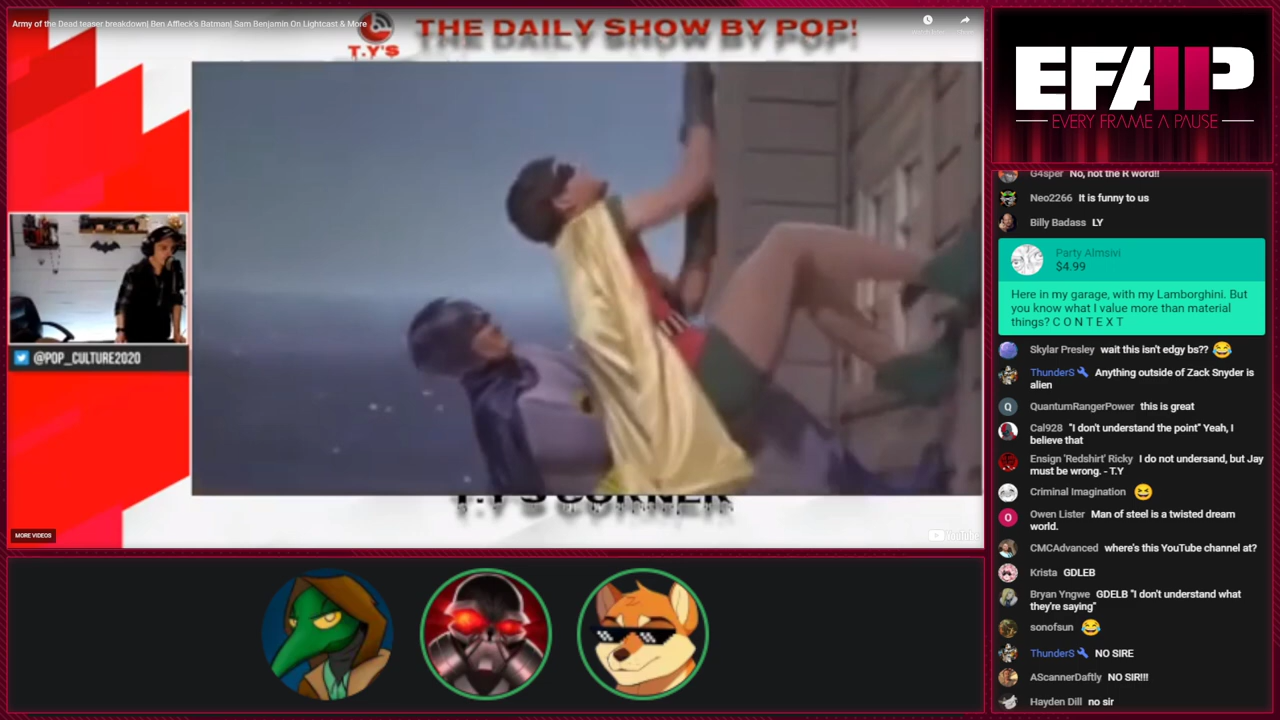 Army of the Dead teaser breakdown| Ben Affleck's Batman| Sam Benjamin On Lightcast & More
T.Y'S
THE DAILY SHOW BY POP!
@POP_CULTURE2020
T.Y'S CORNER
MORE VIDEOS
YouTube
EFAP
EVERY FRAME A PAUSE
G4sper No, not the R word!!
Neo2266 It is funny to us
Billy Badass LY
Party Almsivi
$4.99
Here in my garage, with my Lamborghini. But
you know what I value more than material
things? C O N T E X T
Skylar Presley wait this isn't edgy bs?? 😂
ThunderS Anything outside of Zack Snyder is
alien
Q
QuantumRangerPower this is great
Cal928 "I don't understand the point" Yeah, I
believe that
Ensign 'Redshirt' Ricky I do not undersand, but Jay
must be wrong. - T.Y
Criminal Imagination 😆
O
Owen Lister Man of steel is a twisted dream
world.
CMCAdvanced where's this YouTube channel at?
Krista GDLEB
Bryan Yngwe GDELB "I don't understand what
they're saying"
sonofsun 😂
ThunderS NO SIRE
AScannerDaftly NO SIR!!!
Hayden Dill no sir